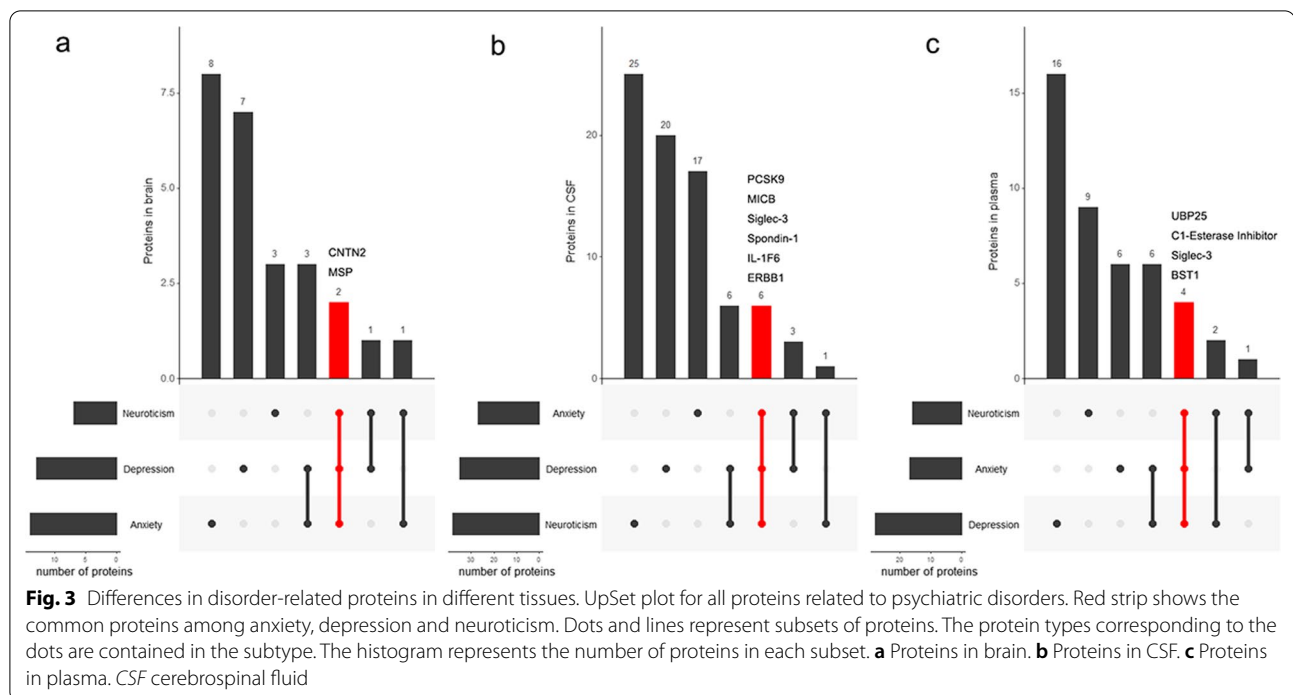 a
8
7.5
7
5.0
Proteins in brain
3
3
CNTN2
MSP
2.5
2
1
1
0.0
Neuroticism
Depression
Anxiety
10
5
0
number of proteins
b
25
20
20
17
Proteins in CSF
PCSK9
MICB
Siglec-3
Spondin-1
IL-1F6
ERBB1
10
6
6
3
1
0
Anxiety
Depression
Neuroticism
30
20
10
0
number of proteins
c
16
15
Proteins in plasma
10
9
UBP25
C1-Esterase Inhibitor
Siglec-3
BST1
6
6
5
4
2
1
0
Neuroticism
Anxiety
Depression
20
10
0
number of proteins
Fig. 3 Differences in disorder-related proteins in different tissues. UpSet plot for all proteins related to psychiatric disorders. Red strip shows the
common proteins among anxiety, depression and neuroticism. Dots and lines represent subsets of proteins. The protein types corresponding to the
dots are contained in the subtype. The histogram represents the number of proteins in each subset. a Proteins in brain. b Proteins in CSF. c Proteins
in plasma. CSF cerebrospinal fluid